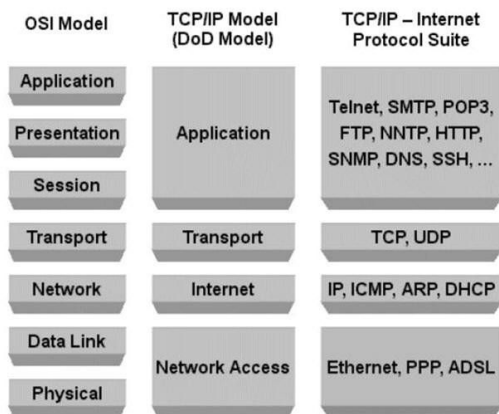 OSI Model
TCP/IP Model
(DoD Model)
TCP/IP – Internet
Protocol Suite
Application
Presentation
Session
Transport
Network
Data Link
Physical
Application
Transport
Internet
Network Access
Telnet, SMTP, POP3,
FTP, NNTP, HTTP,
SNMP, DNS, SSH, ...
TCP, UDP
IP, ICMP, ARP, DHCP
Ethernet, PPP, ADSL